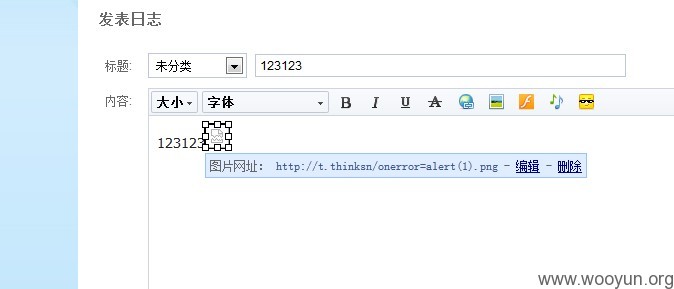 发表日志
标题: 未分类 123123
内容: 大小 字体 B I U A
123123
图片网址: http://t.thinksn/onerror=alert(1).png - 编辑 - 删除
www.wooyun.org